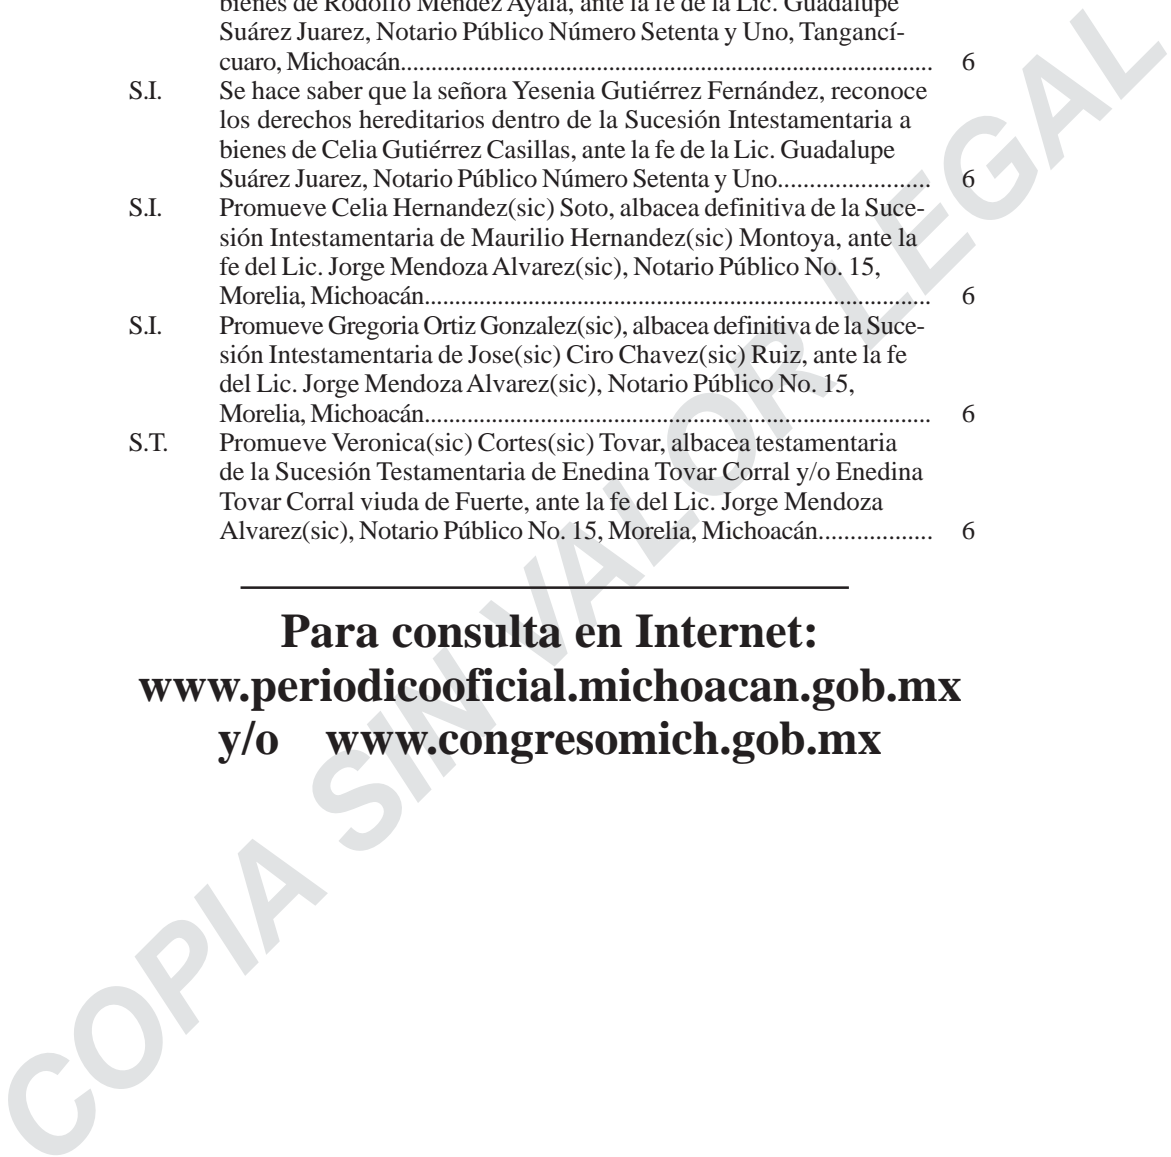 bienes de Rodolfo Méndez Ayala, ante la fe de la Lic. Guadalupe
Suárez Juarez, Notario Público Número Setenta y Uno, Tangancí-
cuaro, Michoacán........................................................................................ 6
S.I. Se hace saber que la señora Yesenia Gutiérrez Fernández, reconoce
los derechos hereditarios dentro de la Sucesión Intestamentaria a
bienes de Celia Gutiérrez Casillas, ante la fe de la Lic. Guadalupe
Suárez Juarez, Notario Público Número Setenta y Uno......................... 6
S.I. Promueve Celia Hernandez(sic) Soto, albacea definitiva de la Suce-
sión Intestamentaria de Maurilio Hernandez(sic) Montoya, ante la
fe del Lic. Jorge Mendoza Alvarez(sic), Notario Público No. 15,
Morelia, Michoacán.................................................................................... 6
S.I. Promueve Gregoria Ortiz Gonzalez(sic), albacea definitiva de la Suce-
sión Intestamentaria de Jose(sic) Ciro Chavez(sic) Ruiz, ante la fe
del Lic. Jorge Mendoza Alvarez(sic), Notario Público No. 15,
Morelia, Michoacán.................................................................................... 6
S.T. Promueve Veronica(sic) Cortes(sic) Tovar, albacea testamentaria
de la Sucesión Testamentaria de Enedina Tovar Corral y/o Enedina
Tovar Corral viuda de Fuerte, ante la fe del Lic. Jorge Mendoza
Alvarez(sic), Notario Público No. 15, Morelia, Michoacán.................. 6
Para consulta en Internet:
www.periodicooficial.michoacan.gob.mx
y/o www.congresomich.gob.mx
COPIA SIN VALOR LEGAL